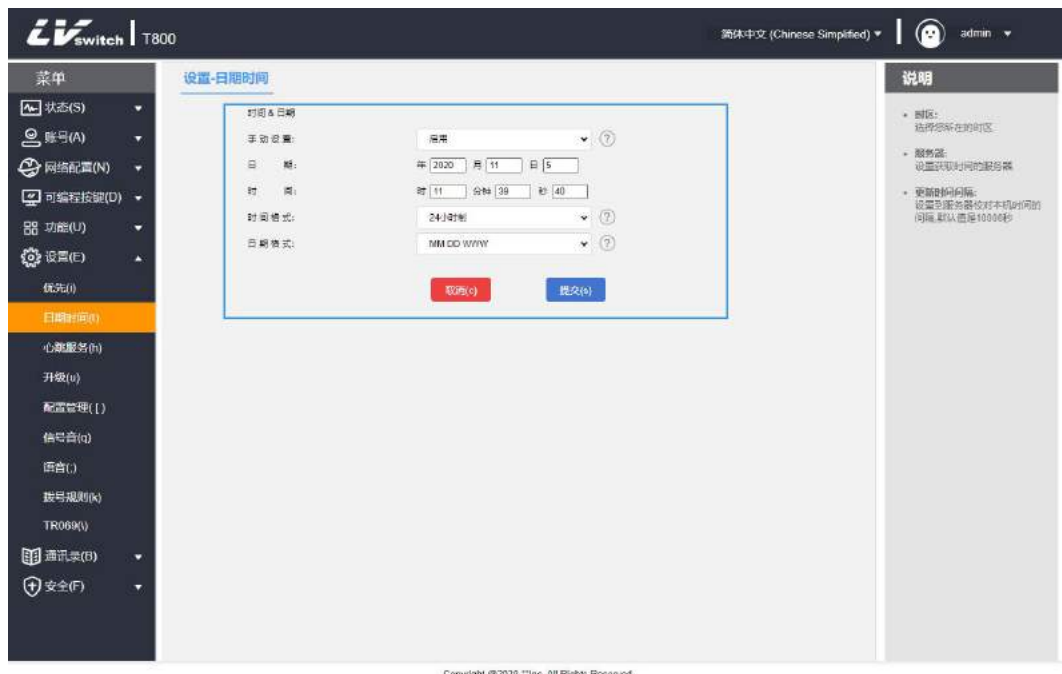 LVswitch T800
简体中文 (Chinese Simplified)
admin
菜单
状态(S)
账号(A)
网络配置(N)
可编程按键(D)
功能(U)
设置(E)
优先(i)
日期时间(t)
心跳服务(h)
升级(u)
配置管理([)
信号音(q)
语言(;)
拨号规则(k)
TR069(\)
通讯录(B)
安全(F)
设置-日期时间
时间&日期
手动设置: 启用
日 期: 年 2020 月 11 日 5
时 间: 时 11 分钟 39 秒 40
时间格式: 24小时制
日期格式: MM DD WWW
取消(c) 提交(s)
说明
时区:
选择您所在的时区
服务器:
设置获取时间的服务器
更新时间间隔:
设置到服务器校对本机时间的
间隔,默认值是10000秒
Copyright @2020 **Inc. All Rights Reserved